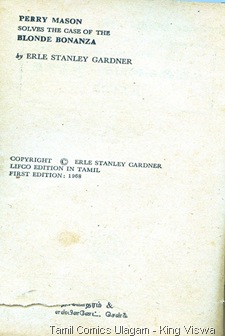 PERRY MASON
SOLVES THE CASE OF THE
BLONDE BONANZA
by ERLE STANLEY GARDNER
COPYRIGHT © ERLE STANLEY GARDNER
LIFCO EDITION IN TAMIL
FIRST EDITION: 1968
Tamil Comics Ulagam - King Viswa